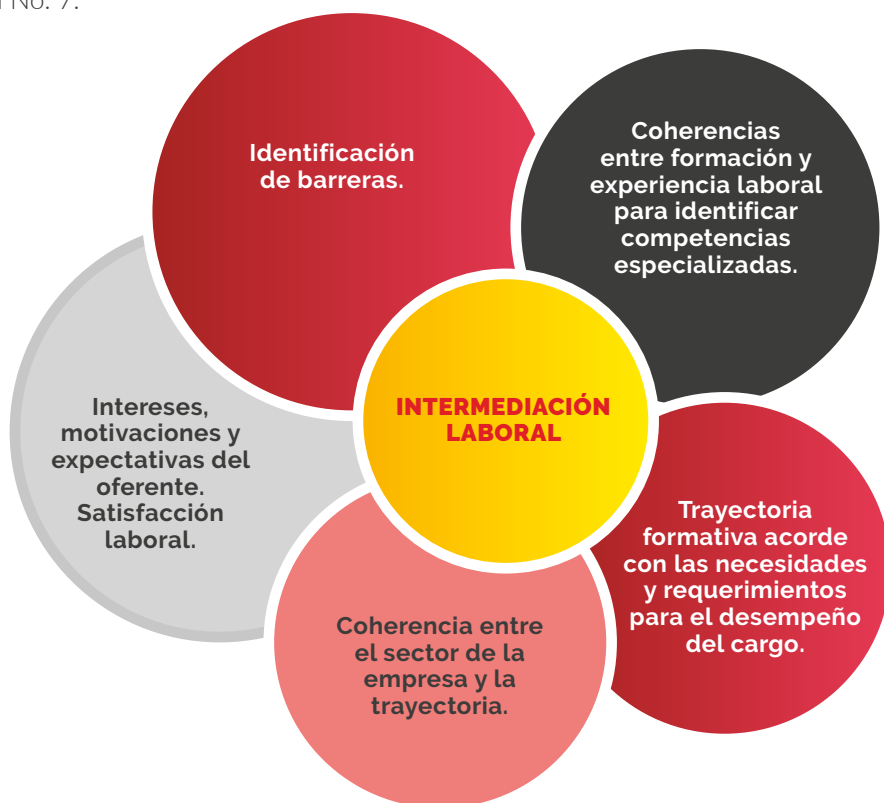 No. 7.
Identificación
de barreras.
Coherencias
entre formación y
experiencia laboral
para identificar
competencias
especializadas.
INTERMEDIACIÓN
LABORAL
Intereses,
motivaciones y
expectativas del
oferente.
Satisfacción
laboral.
Trayectoria
formativa acorde
con las necesidades
y requerimientos
para el desempeño
del cargo.
Coherencia entre
el sector de la
empresa y la
trayectoria.